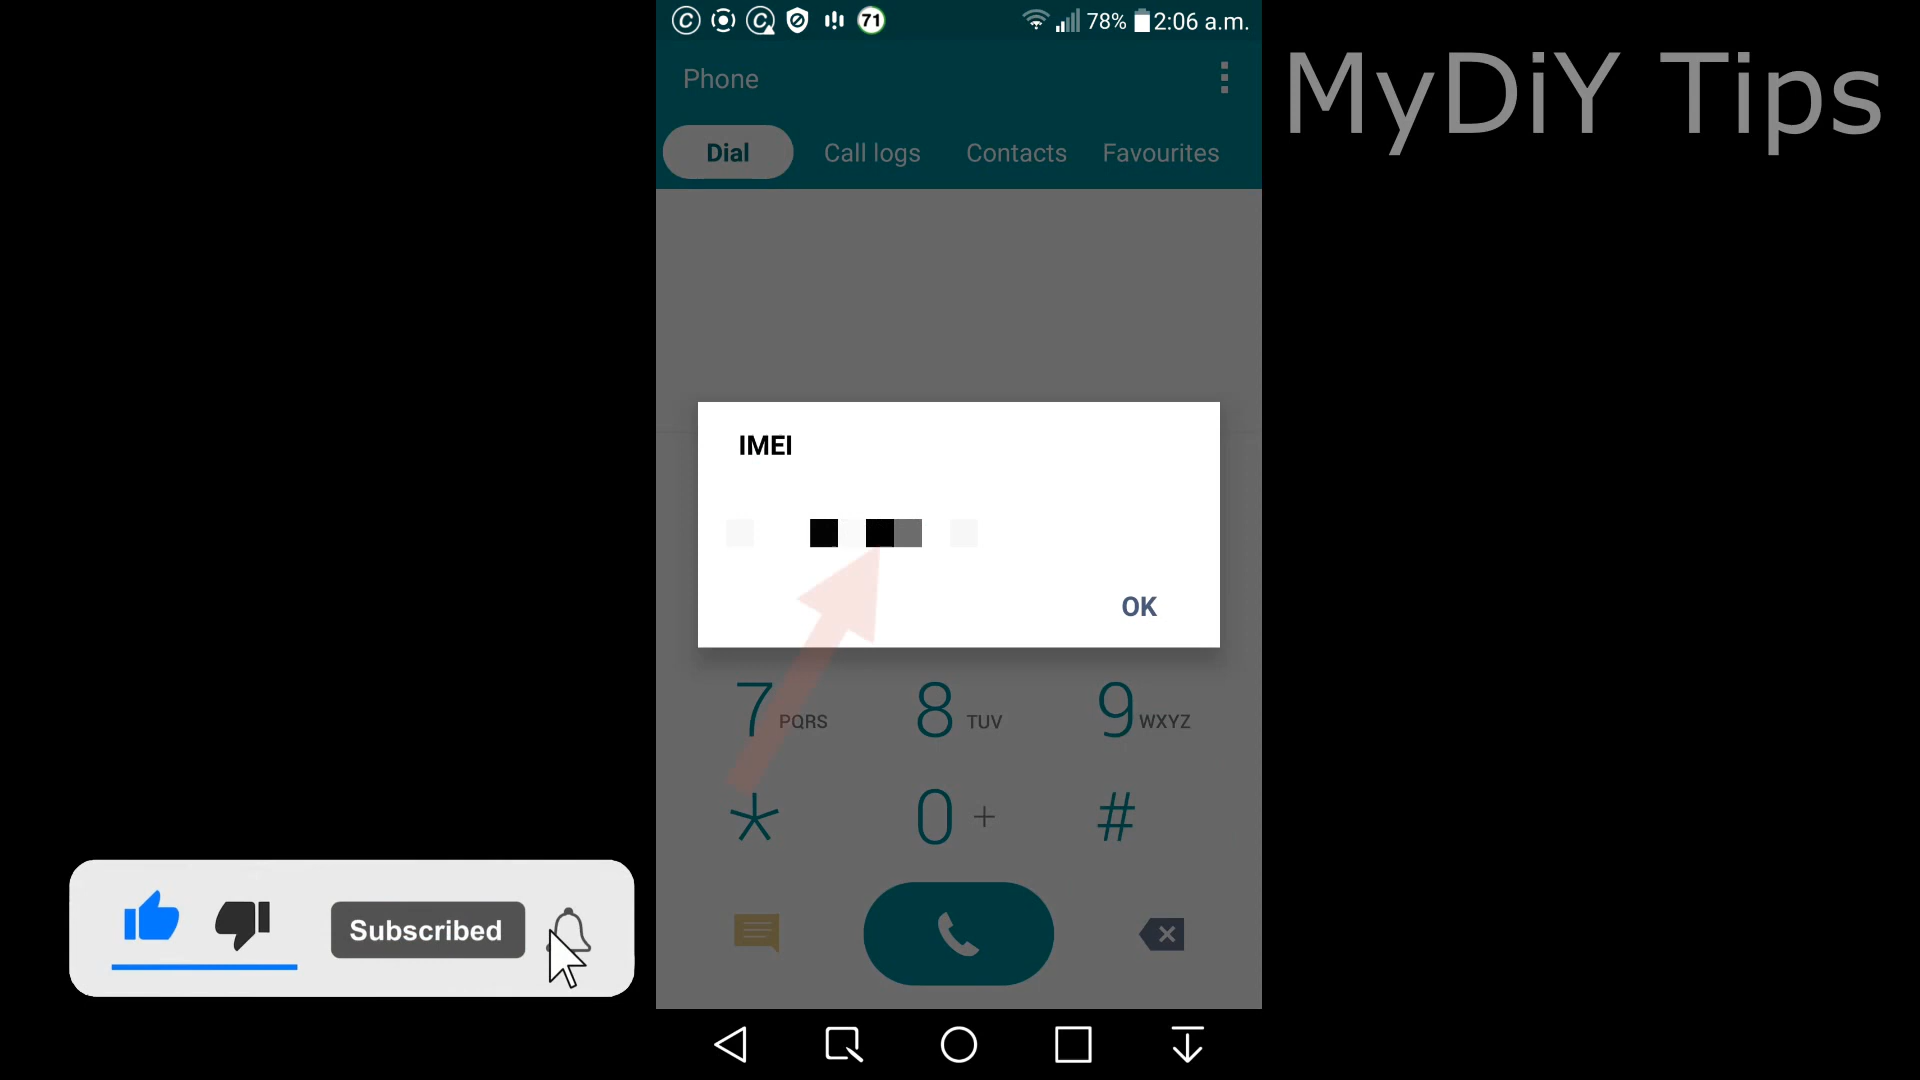 71 78% 2:06 a.m.
MyDiY Tips
Phone
Dial Call logs Contacts Favourites
IMEI
OK
7 PQRS 8 TUV 9 WXYZ
* 0 + #
Subscribed